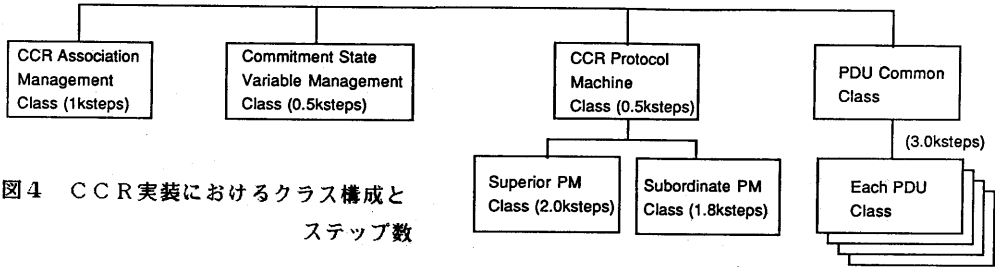 CCR Association
Management
Class (1ksteps)
Commitment State
Variable Management
Class (0.5ksteps)
CCR Protocol
Machine
Class (0.5ksteps)
PDU Common
Class
(3.0ksteps)
Superior PM
Class (2.0ksteps)
Subordinate PM
Class (1.8ksteps)
Each PDU
Class
図4 CCR実装におけるクラス構成と
ステップ数